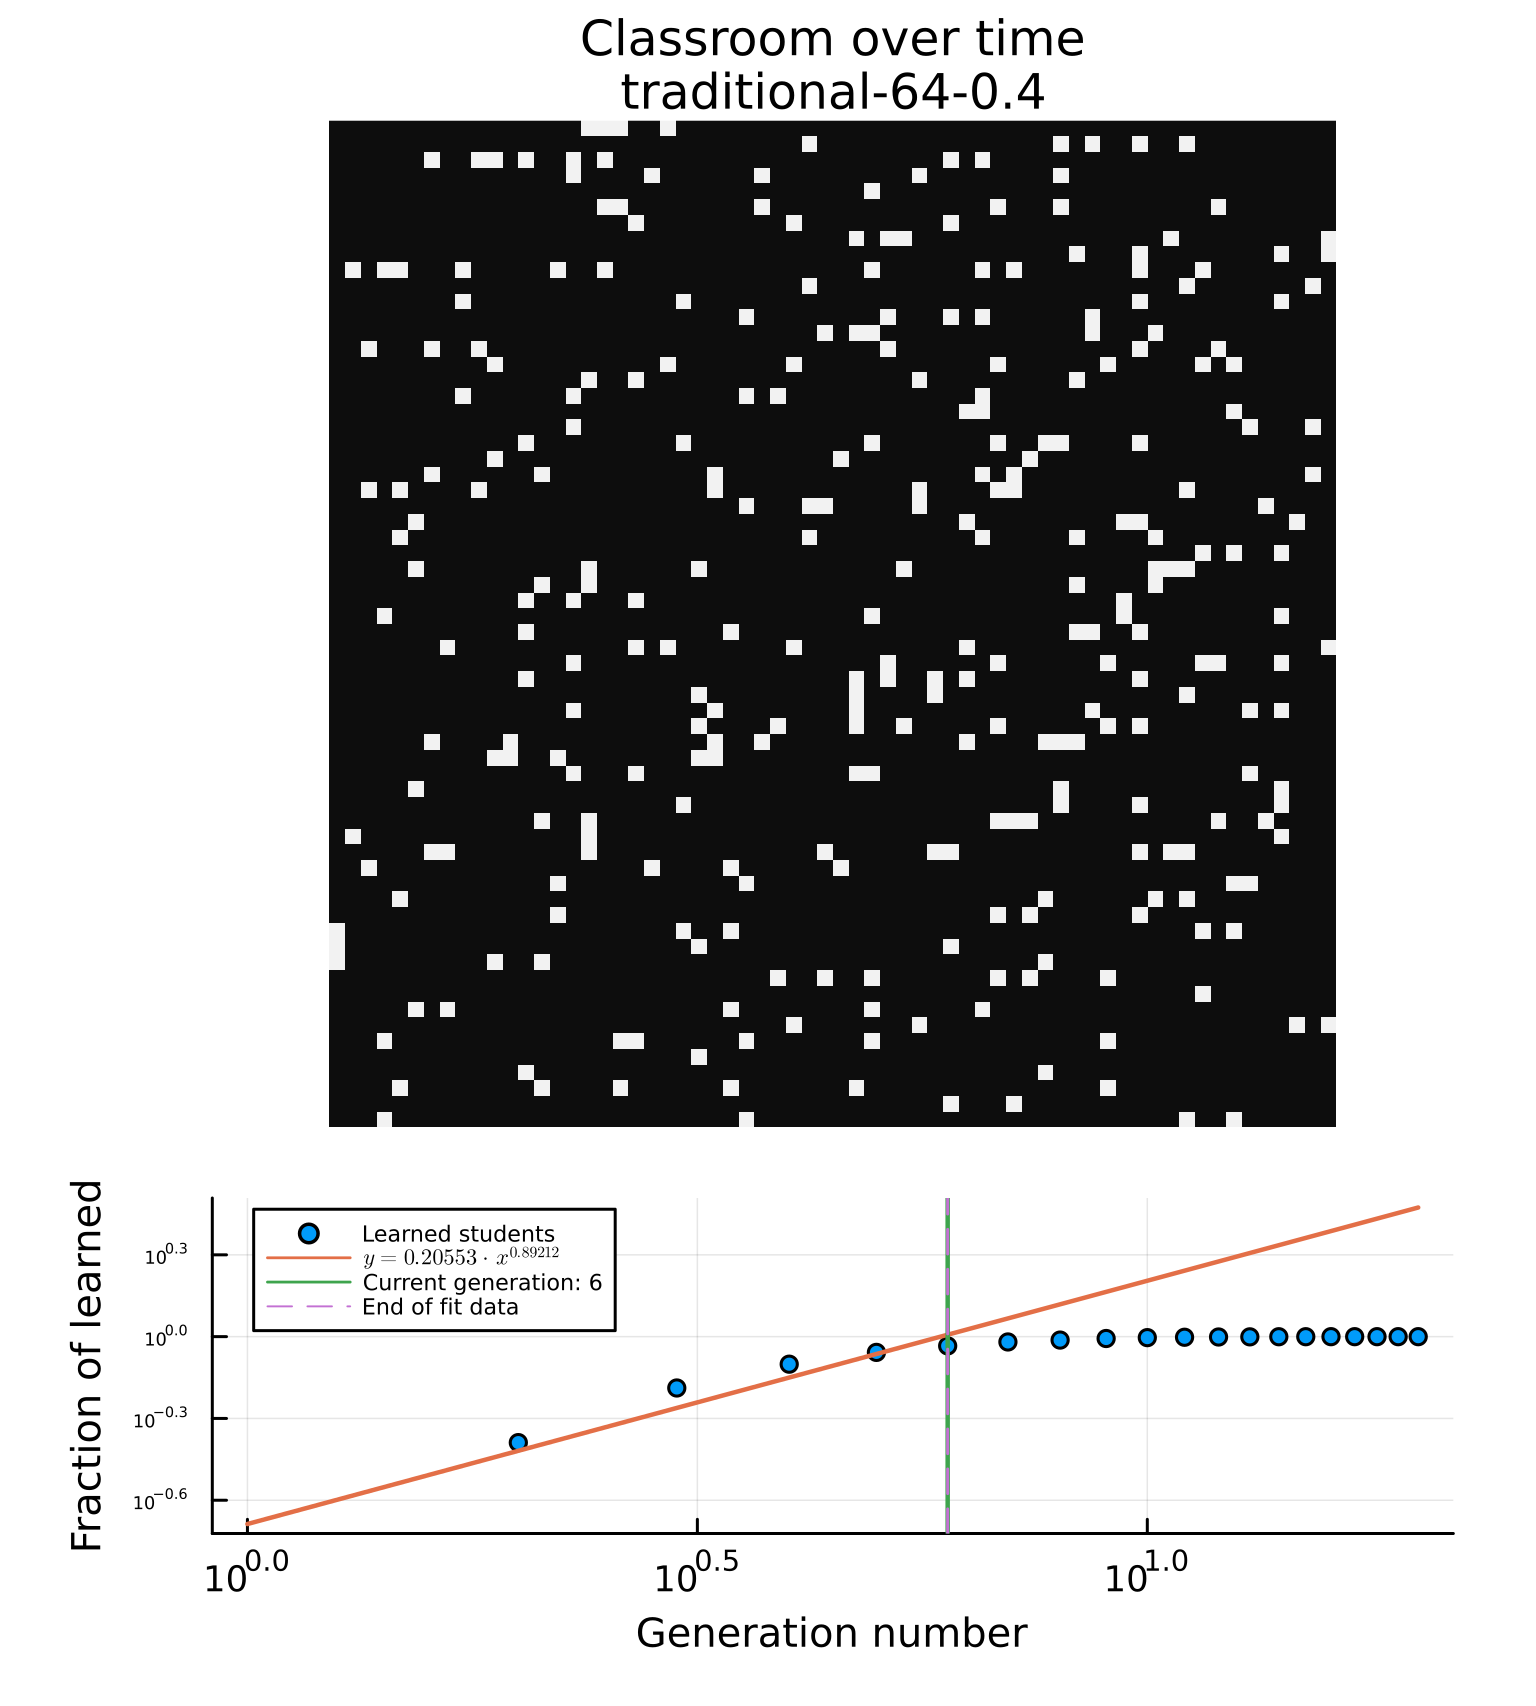 Classroom over time
traditional-64-0.4
Fraction of learned
10^0.3
10^0.0
10^−0.3
10^−0.6
Learned students
y = 0.20553 · x^0.89212
Current generation: 6
End of fit data
10^0.0
10^0.5
10^1.0
Generation number